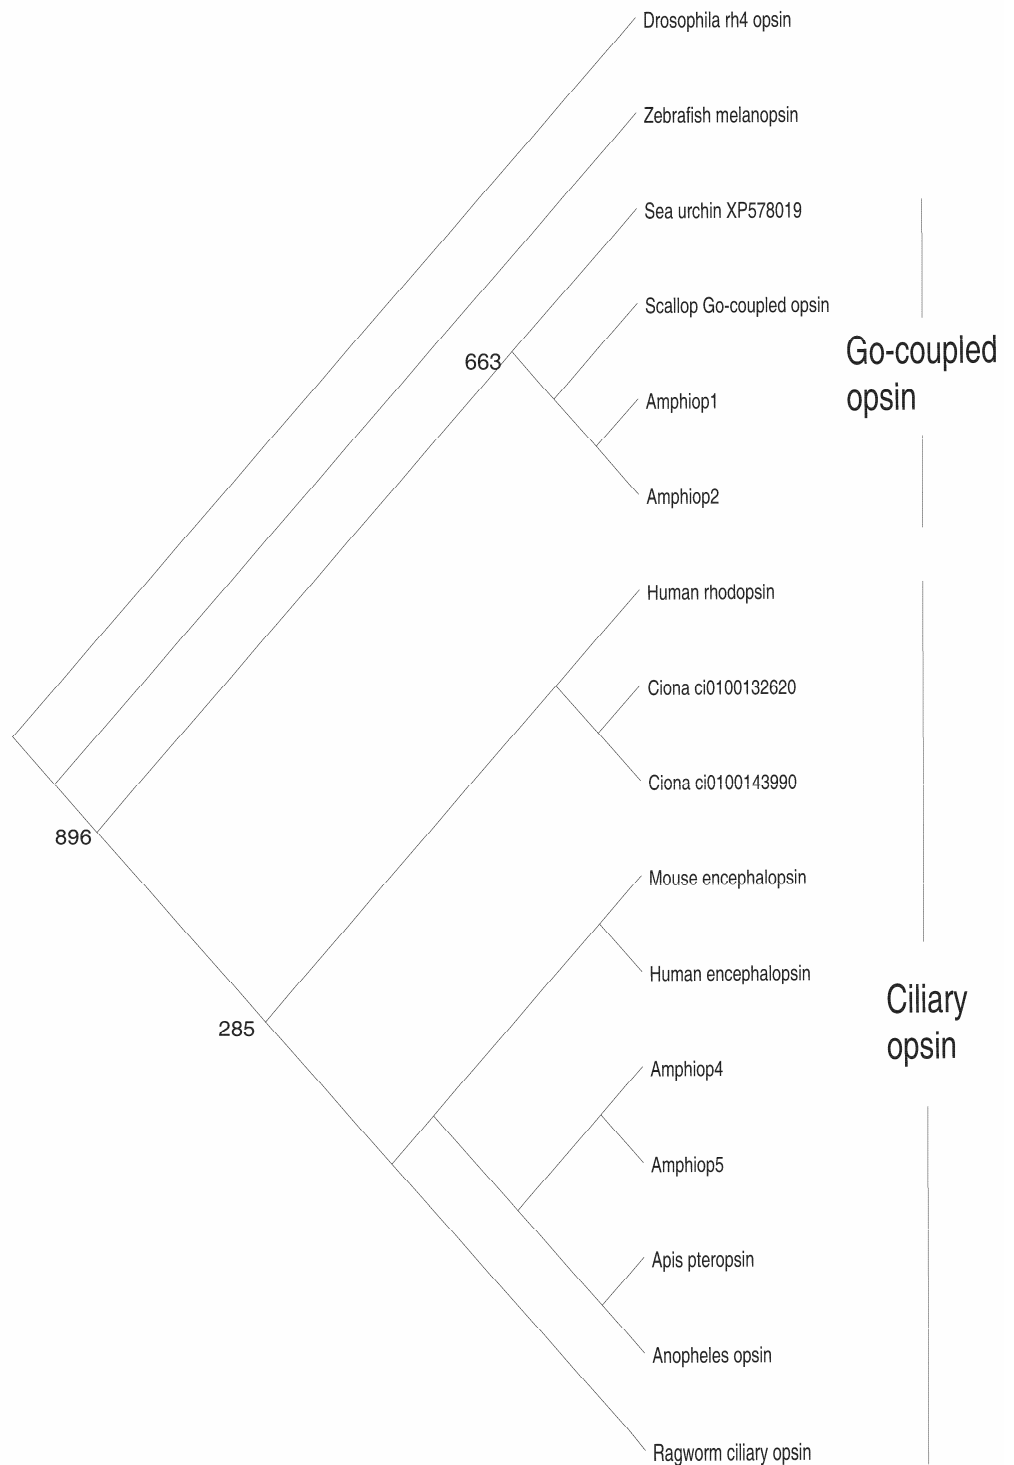 Drosophila rh4 opsin
Zebrafish melanopsin
Sea urchin XP578019
Scallop Go-coupled opsin
663
Go-coupled
opsin
Amphiop1
Amphiop2
Human rhodopsin
Ciona ci0100132620
Ciona ci0100143990
896
Mouse encephalopsin
Human encephalopsin
Ciliary
opsin
285
Amphiop4
Amphiop5
Apis pteropsin
Anopheles opsin
Ragworm ciliary opsin